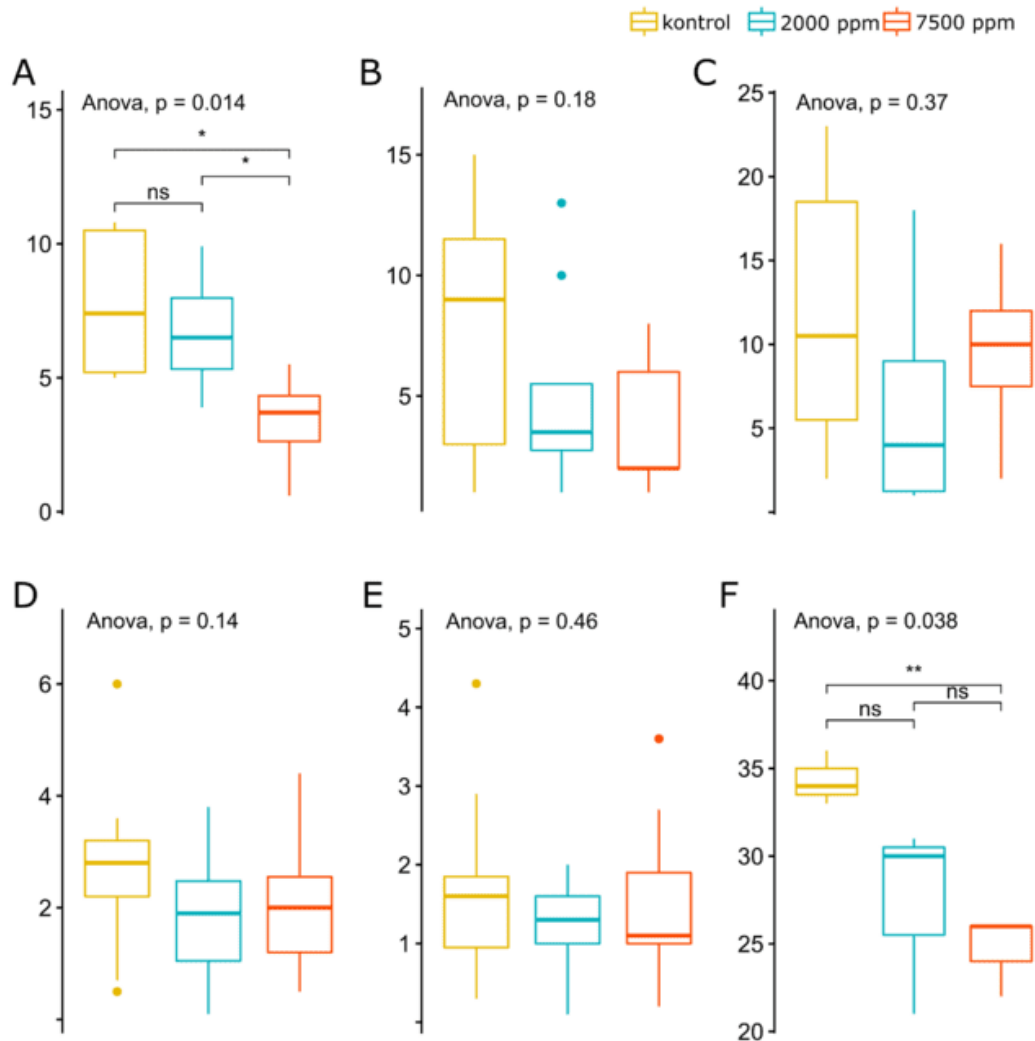 kontrol 2000 ppm 7500 ppm
A
Anova, p = 0.014
*
*
ns
15
10
5
0
B
Anova, p = 0.18
15
10
5
C
Anova, p = 0.37
25
20
15
10
5
D
Anova, p = 0.14
6
4
2
E
Anova, p = 0.46
5
4
3
2
1
F
Anova, p = 0.038
**
ns
ns
40
35
30
25
20